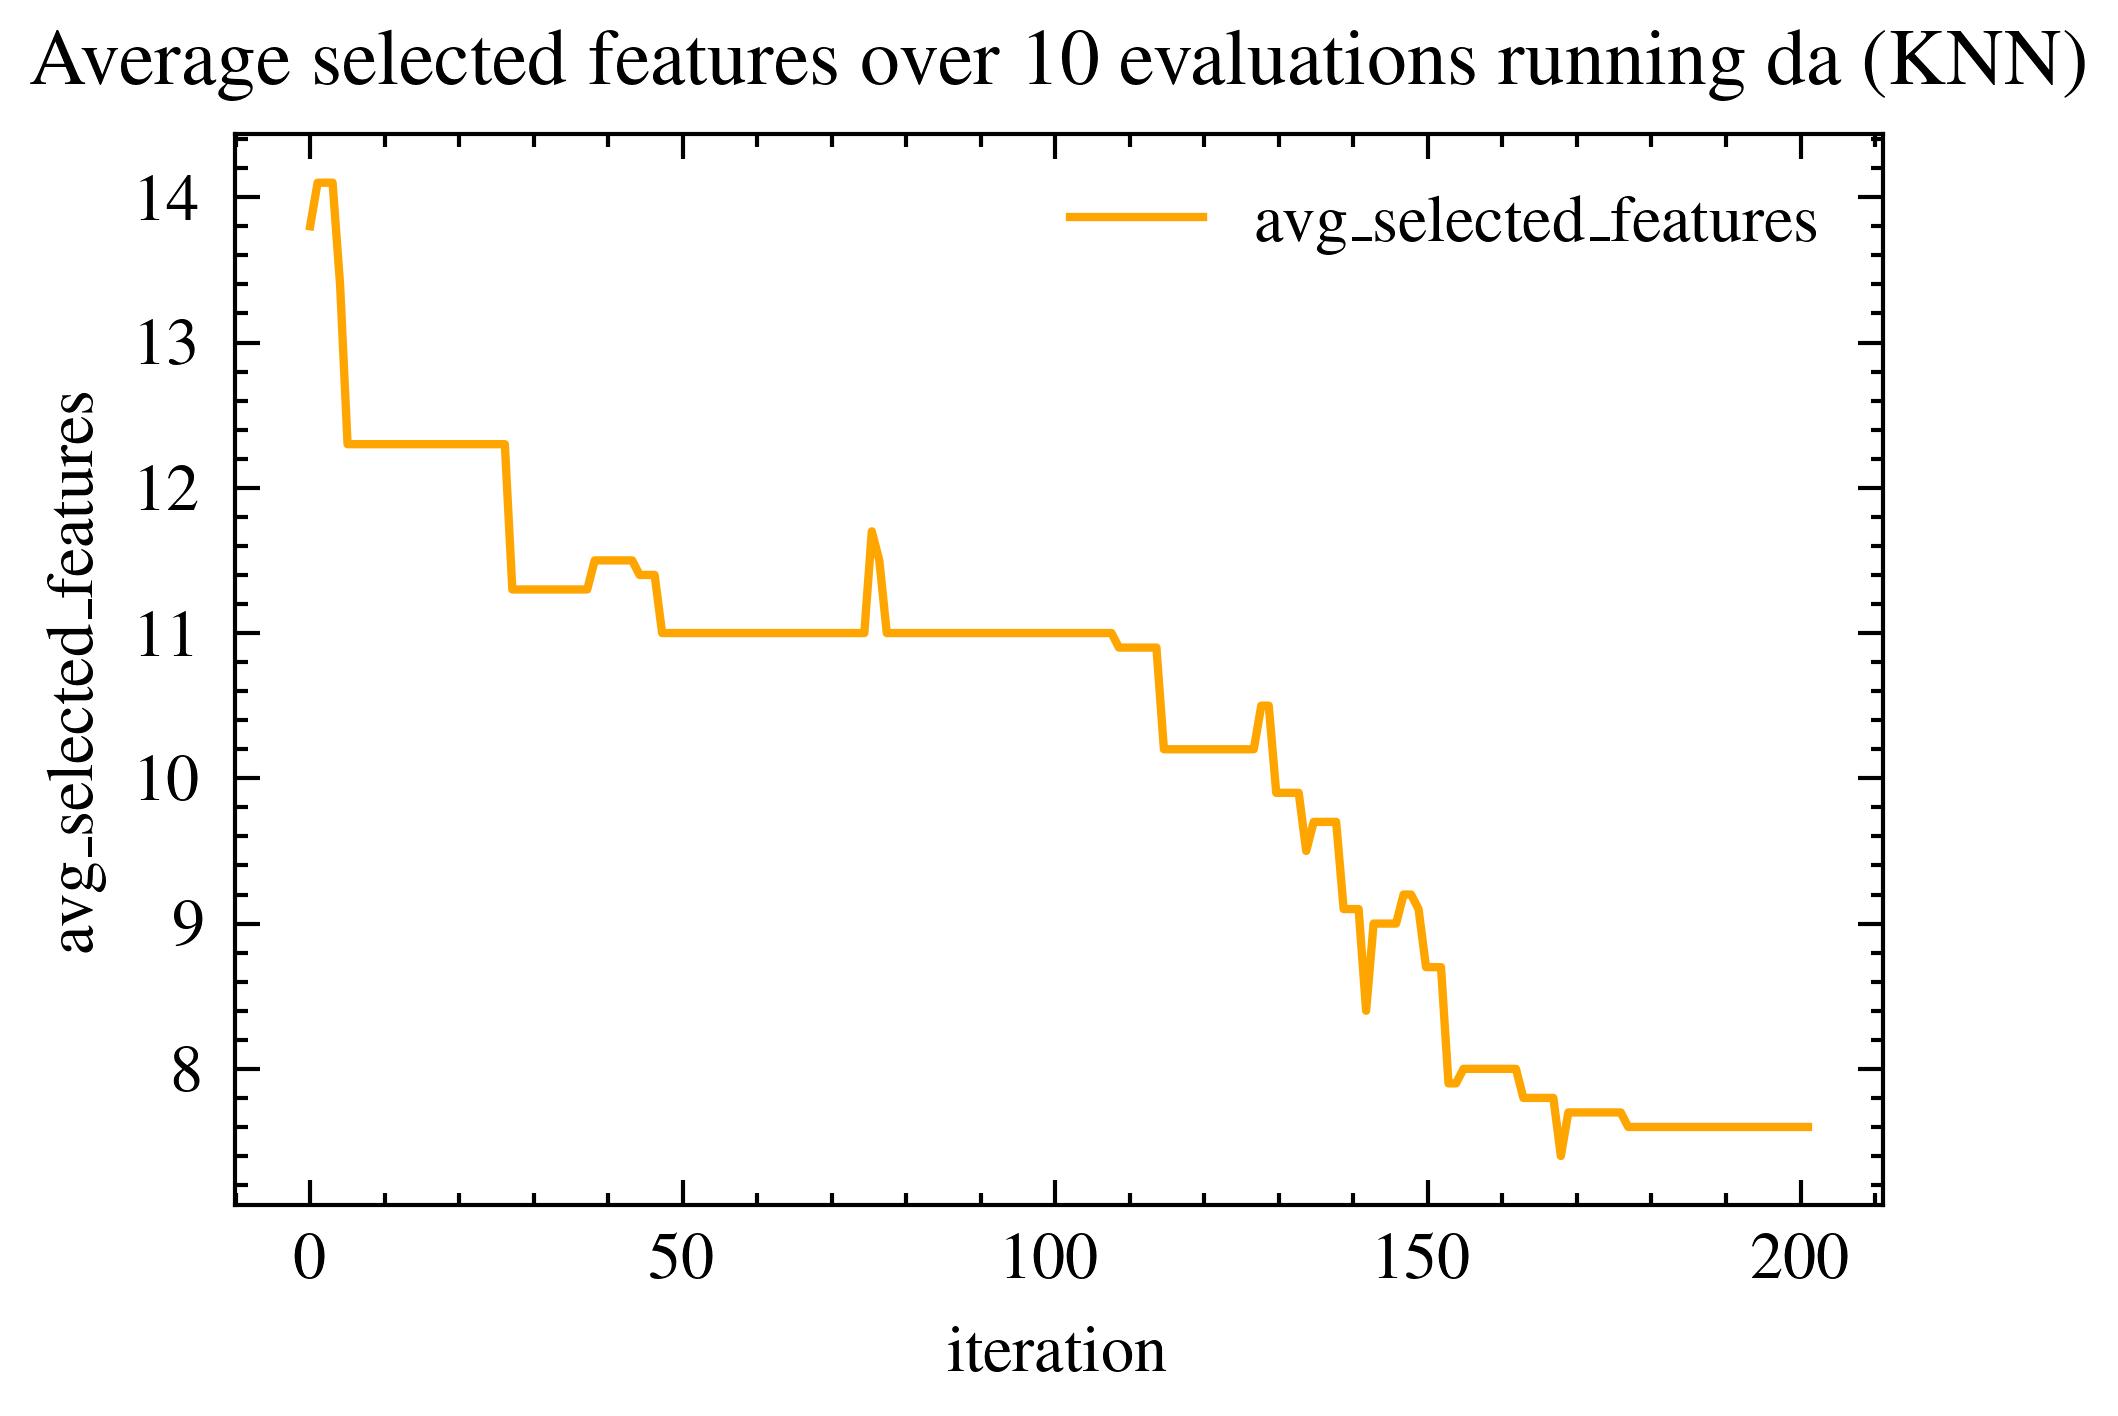 Average selected features over 10 evaluations running da (KNN)
avg_selected_features
14
13
12
11
10
9
8
avg_selected_features
0 50 100 150 200
iteration